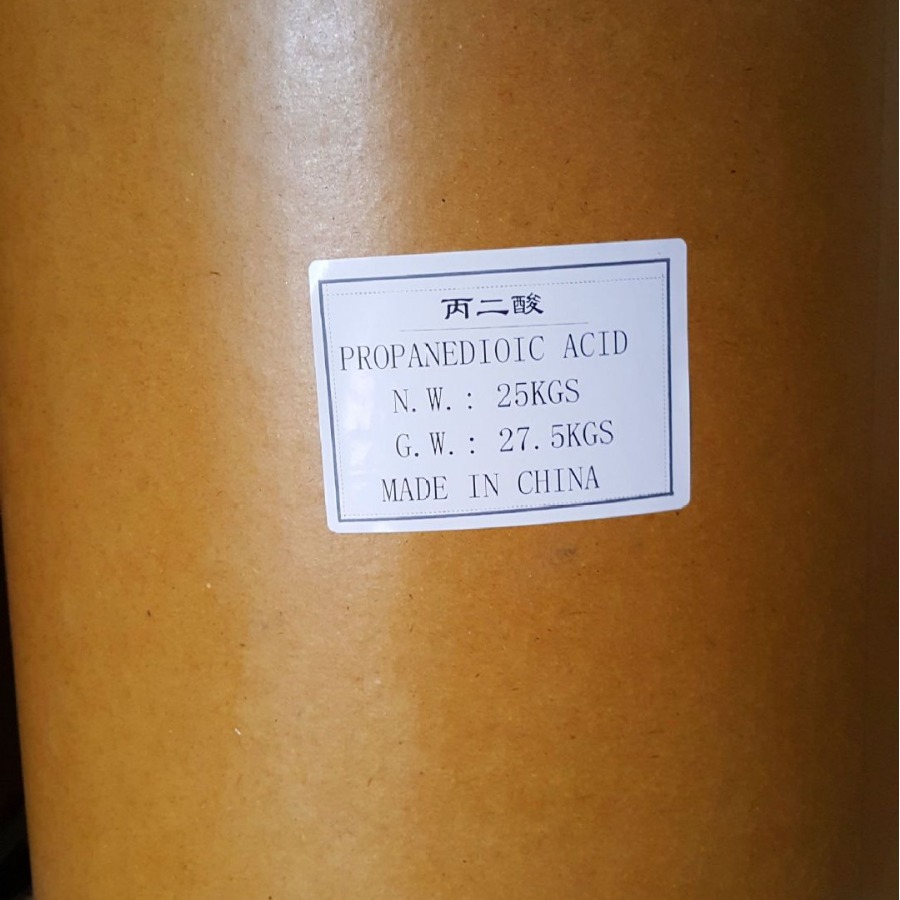 丙二酸
PROPANEDIOIC ACID
N.W.: 25KGS
G.W.: 27.5KGS
MADE IN CHINA